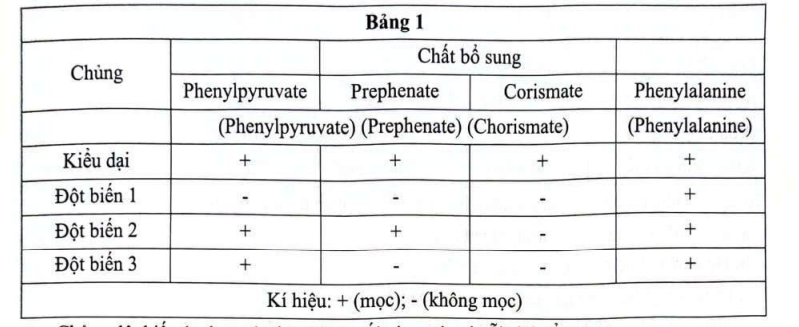 Bảng 1
Chủng Chất bổ sung
Phenylpyruvate Prephenate Corismate Phenylalanine
(Phenylpyruvate) (Prephenate) (Chorismate) (Phenylalanine)
Kiểu dại + + + +
Đột biến 1 - - - +
Đột biến 2 + + - +
Đột biến 3 + - - +
Kí hiệu: + (mọc); - (không mọc)